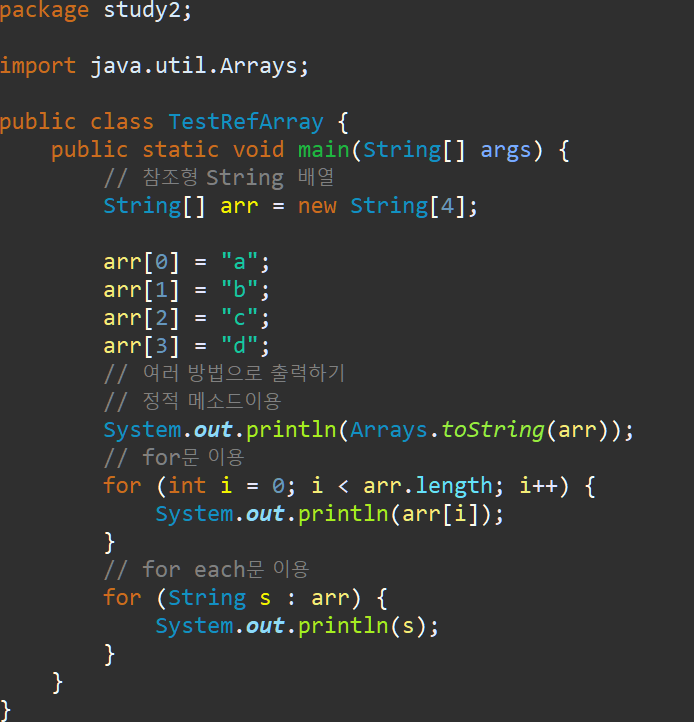 package study2;
import java.util.Arrays;
public class TestRefArray {
public static void main(String[] args) {
// 참조형 String 배열
String[] arr = new String[4];
arr[0] = "a";
arr[1] = "b";
arr[2] = "c";
arr[3] = "d";
// 여러 방법으로 출력하기
// 정적 메소드이용
System.out.println(Arrays.toString(arr));
// for문 이용
for (int i = 0; i < arr.length; i++) {
System.out.println(arr[i]);
}
// for each문 이용
for (String s : arr) {
System.out.println(s);
}
}
}